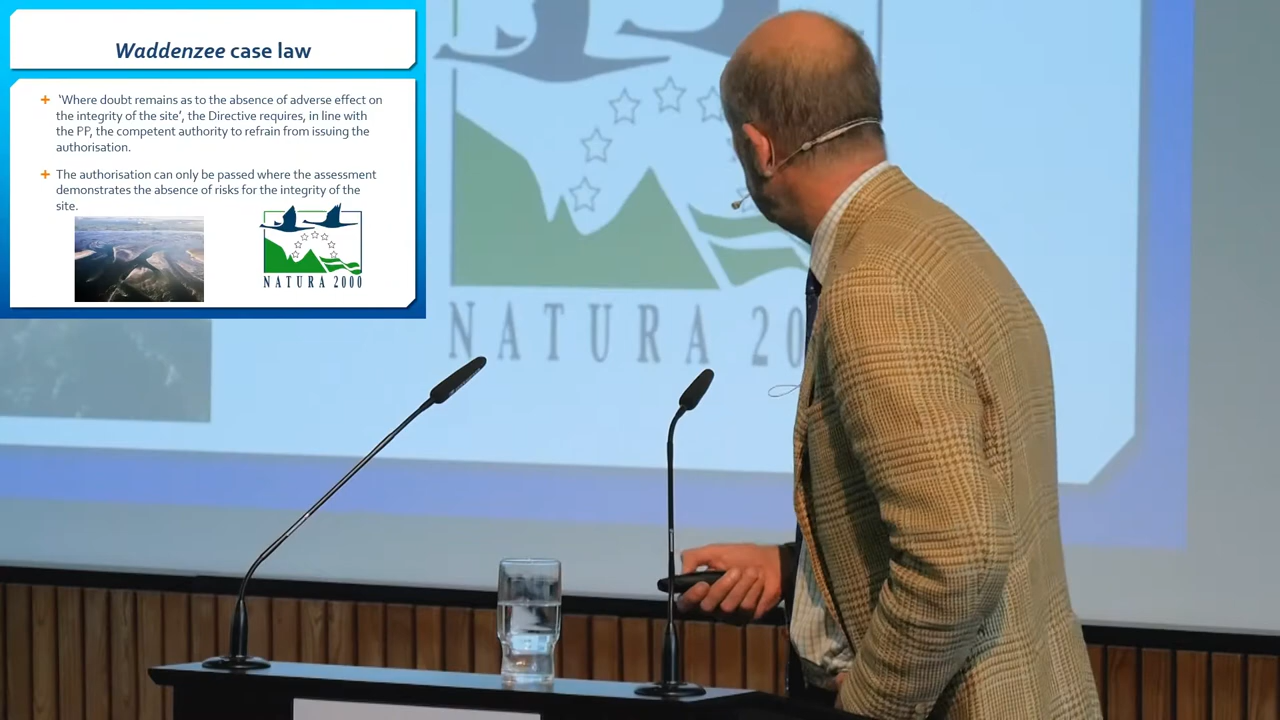 Waddenzee case law
‘Where doubt remains as to the absence of adverse effect on
the integrity of the site’, the Directive requires, in line with
the PP, the competent authority to refrain from issuing the
authorisation.
The authorisation can only be passed where the assessment
demonstrates the absence of risks for the integrity of the
site.
NATURA 2000
NATURA 20